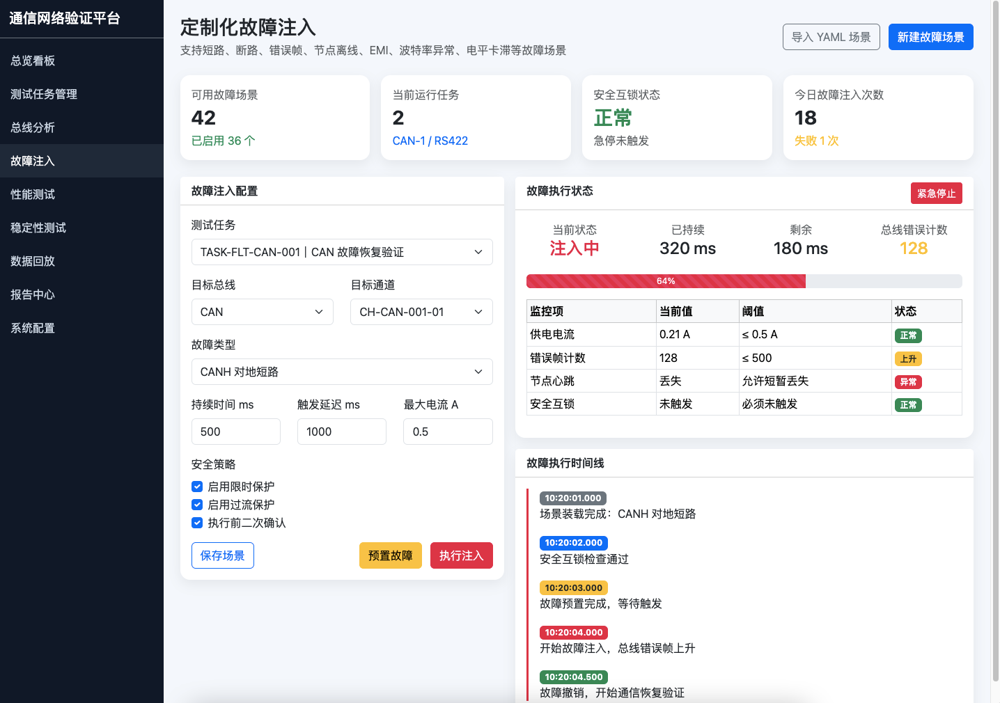 通信网络验证平台
总览看板
测试任务管理
总线分析
故障注入
性能测试
稳定性测试
数据回放
报告中心
系统配置
定制化故障注入
支持短路、断路、错误帧、节点离线、EMI、波特率异常、电平卡滞等故障场景
导入 YAML 场景
新建故障场景
可用故障场景
42
已启用 36 个
当前运行任务
2
CAN-1 / RS422
安全互锁状态
正常
急停未触发
今日故障注入次数
18
失败 1 次
故障注入配置
测试任务
TASK-FLT-CAN-001｜CAN 故障恢复验证
目标总线
目标通道
CAN
CH-CAN-001-01
故障类型
CANH 对地短路
持续时间 ms
触发延迟 ms
最大电流 A
500
1000
0.5
安全策略
启用限时保护
启用过流保护
执行前二次确认
保存场景
预置故障
执行注入
故障执行状态
紧急停止
当前状态
注入中
已持续
320 ms
剩余
180 ms
总线错误计数
128
64%
监控项 当前值 阈值 状态
供电电流 0.21 A ≤ 0.5 A 正常
错误帧计数 128 ≤ 500 上升
节点心跳 丢失 允许短暂丢失 异常
安全互锁 未触发 必须未触发 正常
故障执行时间线
10:20:01.000
场景装载完成：CANH 对地短路
10:20:02.000
安全互锁检查通过
10:20:03.000
故障预置完成，等待触发
10:20:04.000
开始故障注入，总线错误帧上升
10:20:04.500
故障撤销，开始通信恢复验证